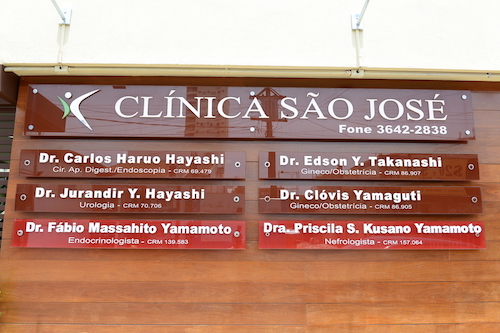 CLÍNICA SÃO JOSÉ
Fone 3642-2838
Dr. Carlos Haruo Hayashi
Cir. Ap. Digest./Endoscopia - CRM 69.479
Dr. Edson Y. Takanashi
Gineco/Obstetrícia - CRM 86.907
Dr. Jurandir Y. Hayashi
Urologia - CRM 70.706
Dr. Clóvis Yamaguti
Gineco/Obstetrícia - CRM 86.905
Dr. Fábio Massahito Yamamoto
Endocrinologista - CRM 139.583
Dra. Priscila S. Kusano Yamamoto
Nefrologista - CRM 157.064